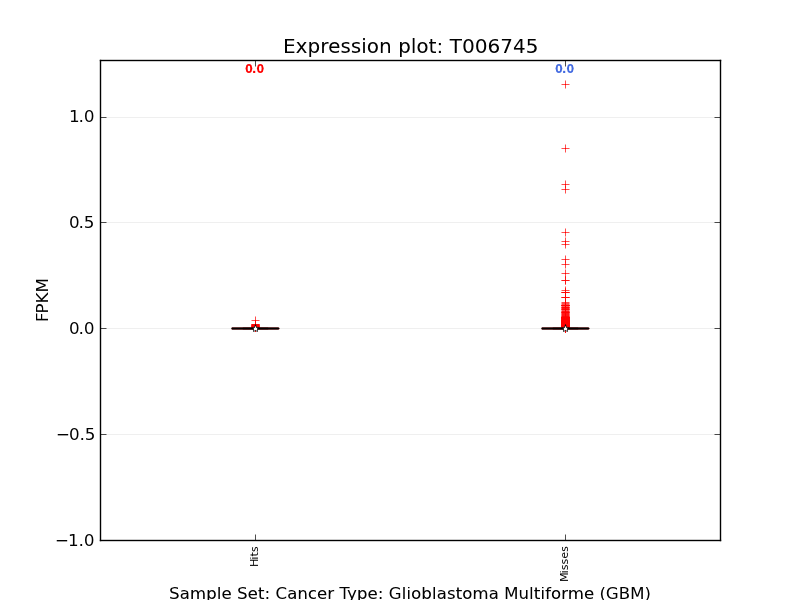 Expression plot: T006745
0.0 0.0
1.0
0.5
0.0
−0.5
−1.0
FPKM
Hits Misses
Sample Set: Cancer Type: Glioblastoma Multiforme (GBM)